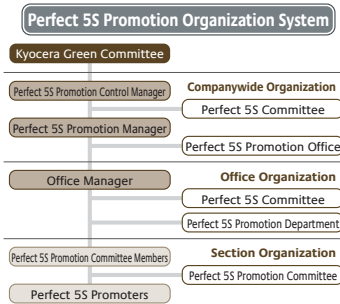 Perfect 5S Promotion Organization System
Kyocera Green Committee
Perfect 5S Promotion Control Manager
Companywide Organization
Perfect 5S Committee
Perfect 5S Promotion Manager
Perfect 5S Promotion Office
Office Manager
Office Organization
Perfect 5S Committee
Perfect 5S Promotion Department
Perfect 5S Promotion Committee Members
Section Organization
Perfect 5S Promotion Committee
Perfect 5S Promoters